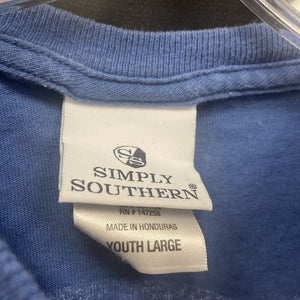 SIMPLY
SOUTHERN®
RN # 147256
MADE IN HONDURAS
YOUTH LARGE